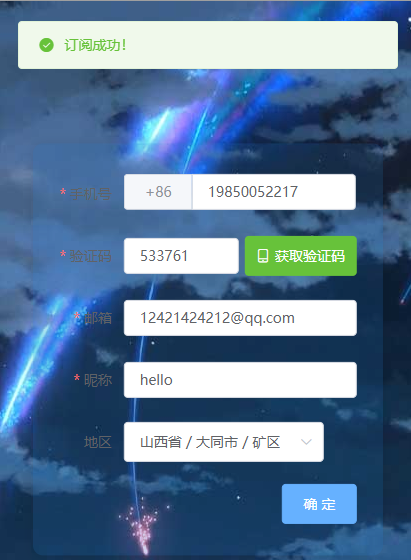 订阅成功！
* 手机号 +86 19850052217
* 验证码 533761 获取验证码
* 邮箱 12421424212@qq.com
* 昵称 hello
地区 山西省 / 大同市 / 矿区
确 定